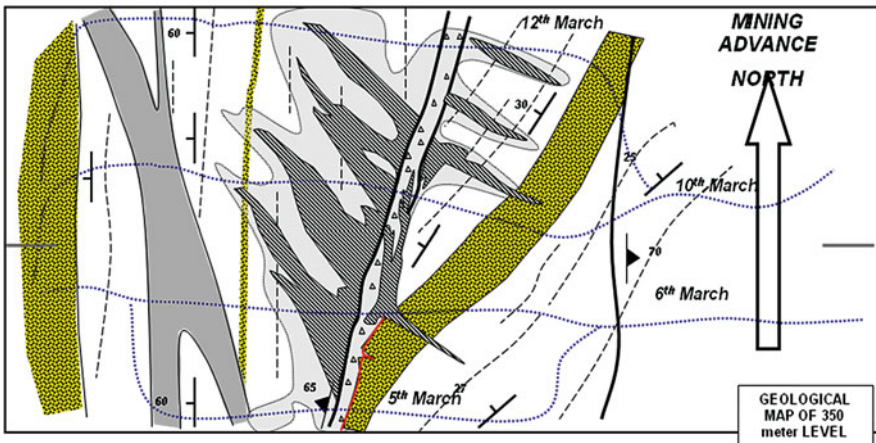 60
12th March
MINING
ADVANCE
NORTH
30
25
10th March
70
6th March
65
60
5th March
27
GEOLOGICAL
MAP OF 350
meter LEVEL